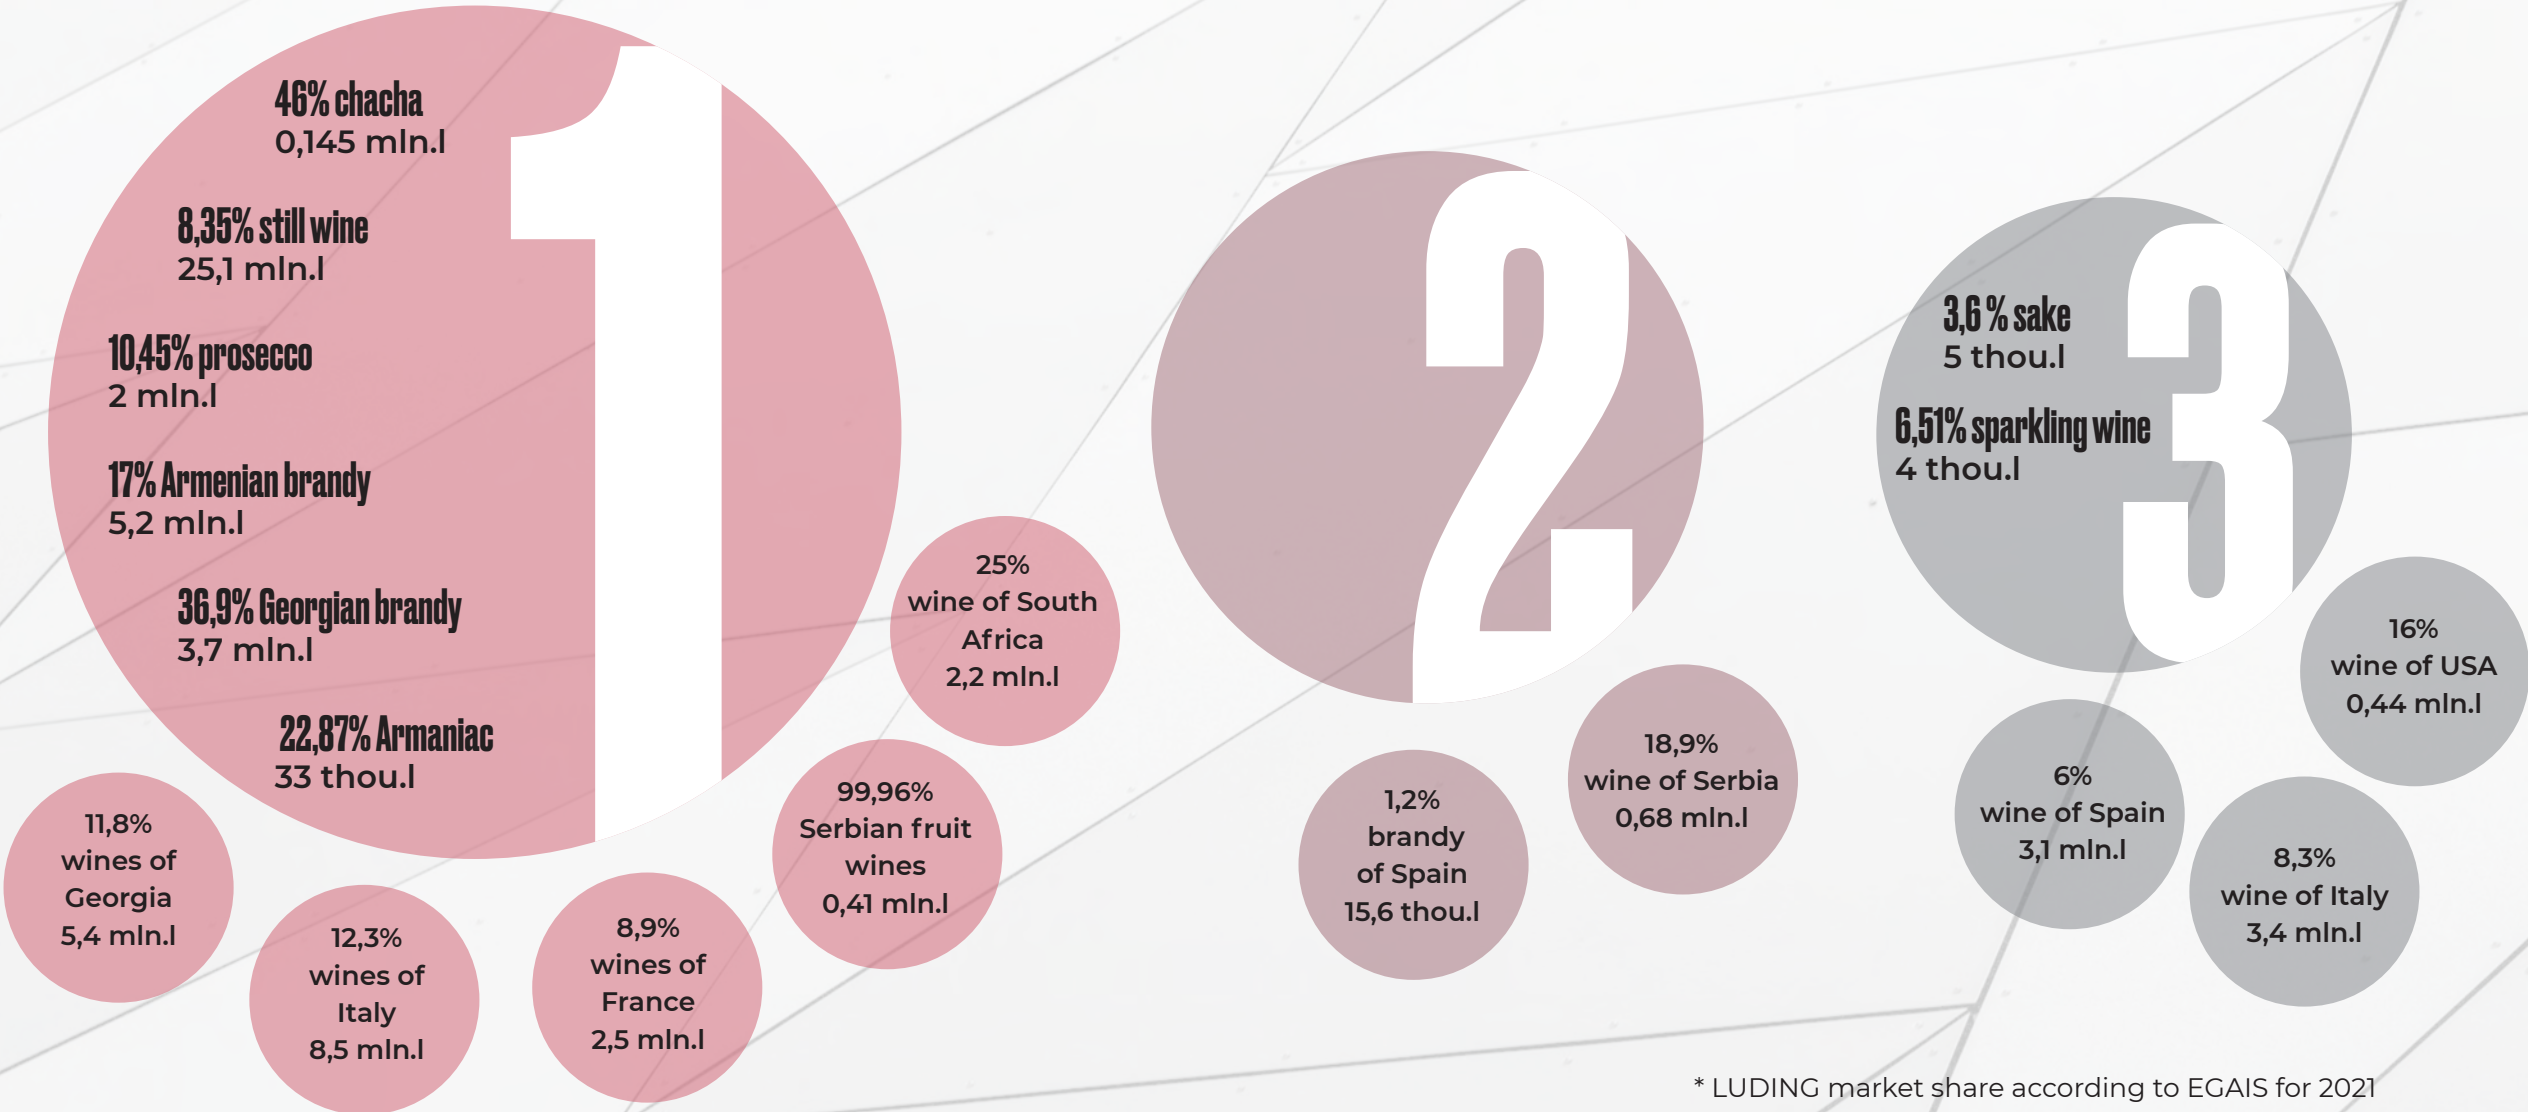 1
46% chacha
0,145 mln.l
8,35% still wine
25,1 mln.l
10,45% prosecco
2 mln.l
17% Armenian brandy
5,2 mln.l
36,9% Georgian brandy
3,7 mln.l
22,87% Armaniac
33 thou.l
11,8%
wines of
Georgia
5,4 mln.l
12,3%
wines of
Italy
8,5 mln.l
8,9%
wines of
France
2,5 mln.l
99,96%
Serbian fruit
wines
0,41 mln.l
25%
wine of South
Africa
2,2 mln.l
2
1,2%
brandy
of Spain
15,6 thou.l
18,9%
wine of Serbia
0,68 mln.l
3
3,6 % sake
5 thou.l
6,51% sparkling wine
4 thou.l
6%
wine of Spain
3,1 mln.l
8,3%
wine of Italy
3,4 mln.l
16%
wine of USA
0,44 mln.l
* LUDING market share according to EGAIS for 2021